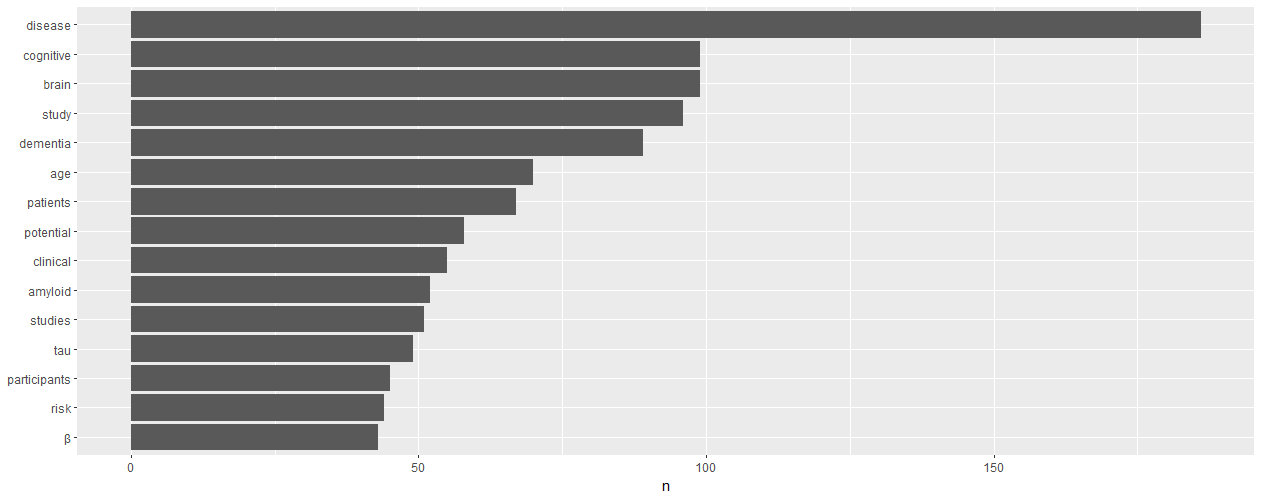 disease
cognitive
brain
study
dementia
age
patients
potential
clinical
amyloid
studies
tau
participants
risk
β
0 50 100 150
n